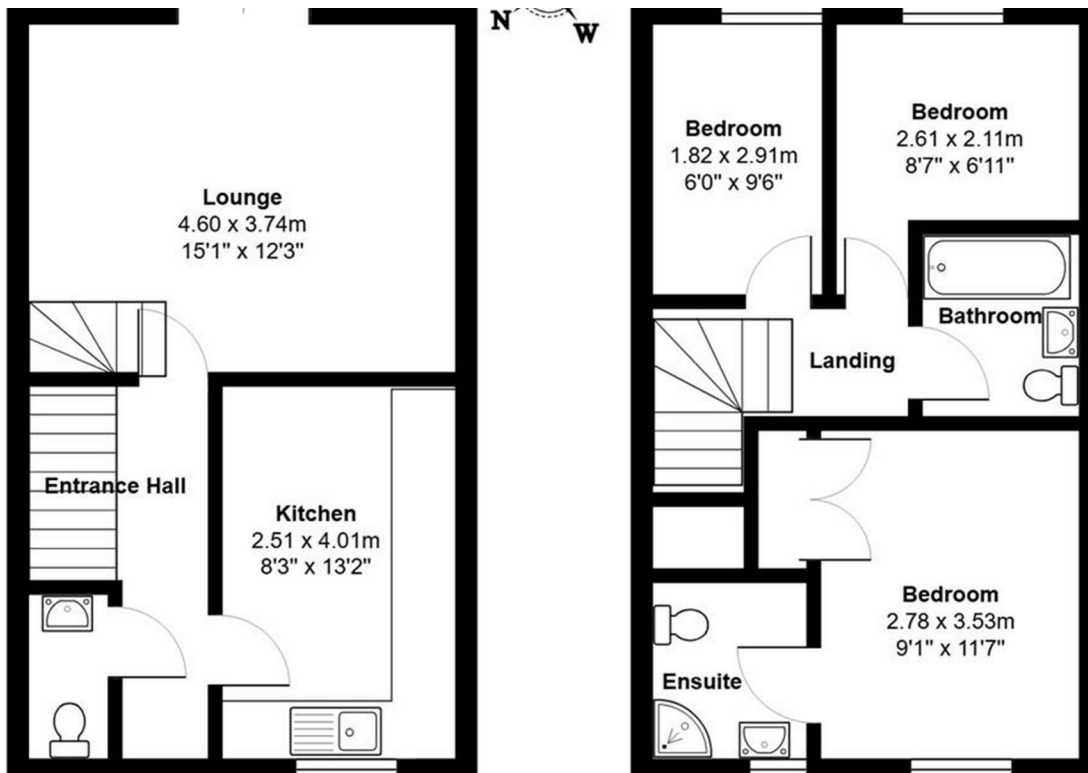 N
W
Lounge
4.60 x 3.74m
15'1" x 12'3"
Entrance Hall
Kitchen
2.51 x 4.01m
8'3" x 13'2"
Bedroom
1.82 x 2.91m
6'0" x 9'6"
Bedroom
2.61 x 2.11m
8'7" x 6'11"
Bathroom
Landing
Bedroom
2.78 x 3.53m
9'1" x 11'7"
Ensuite